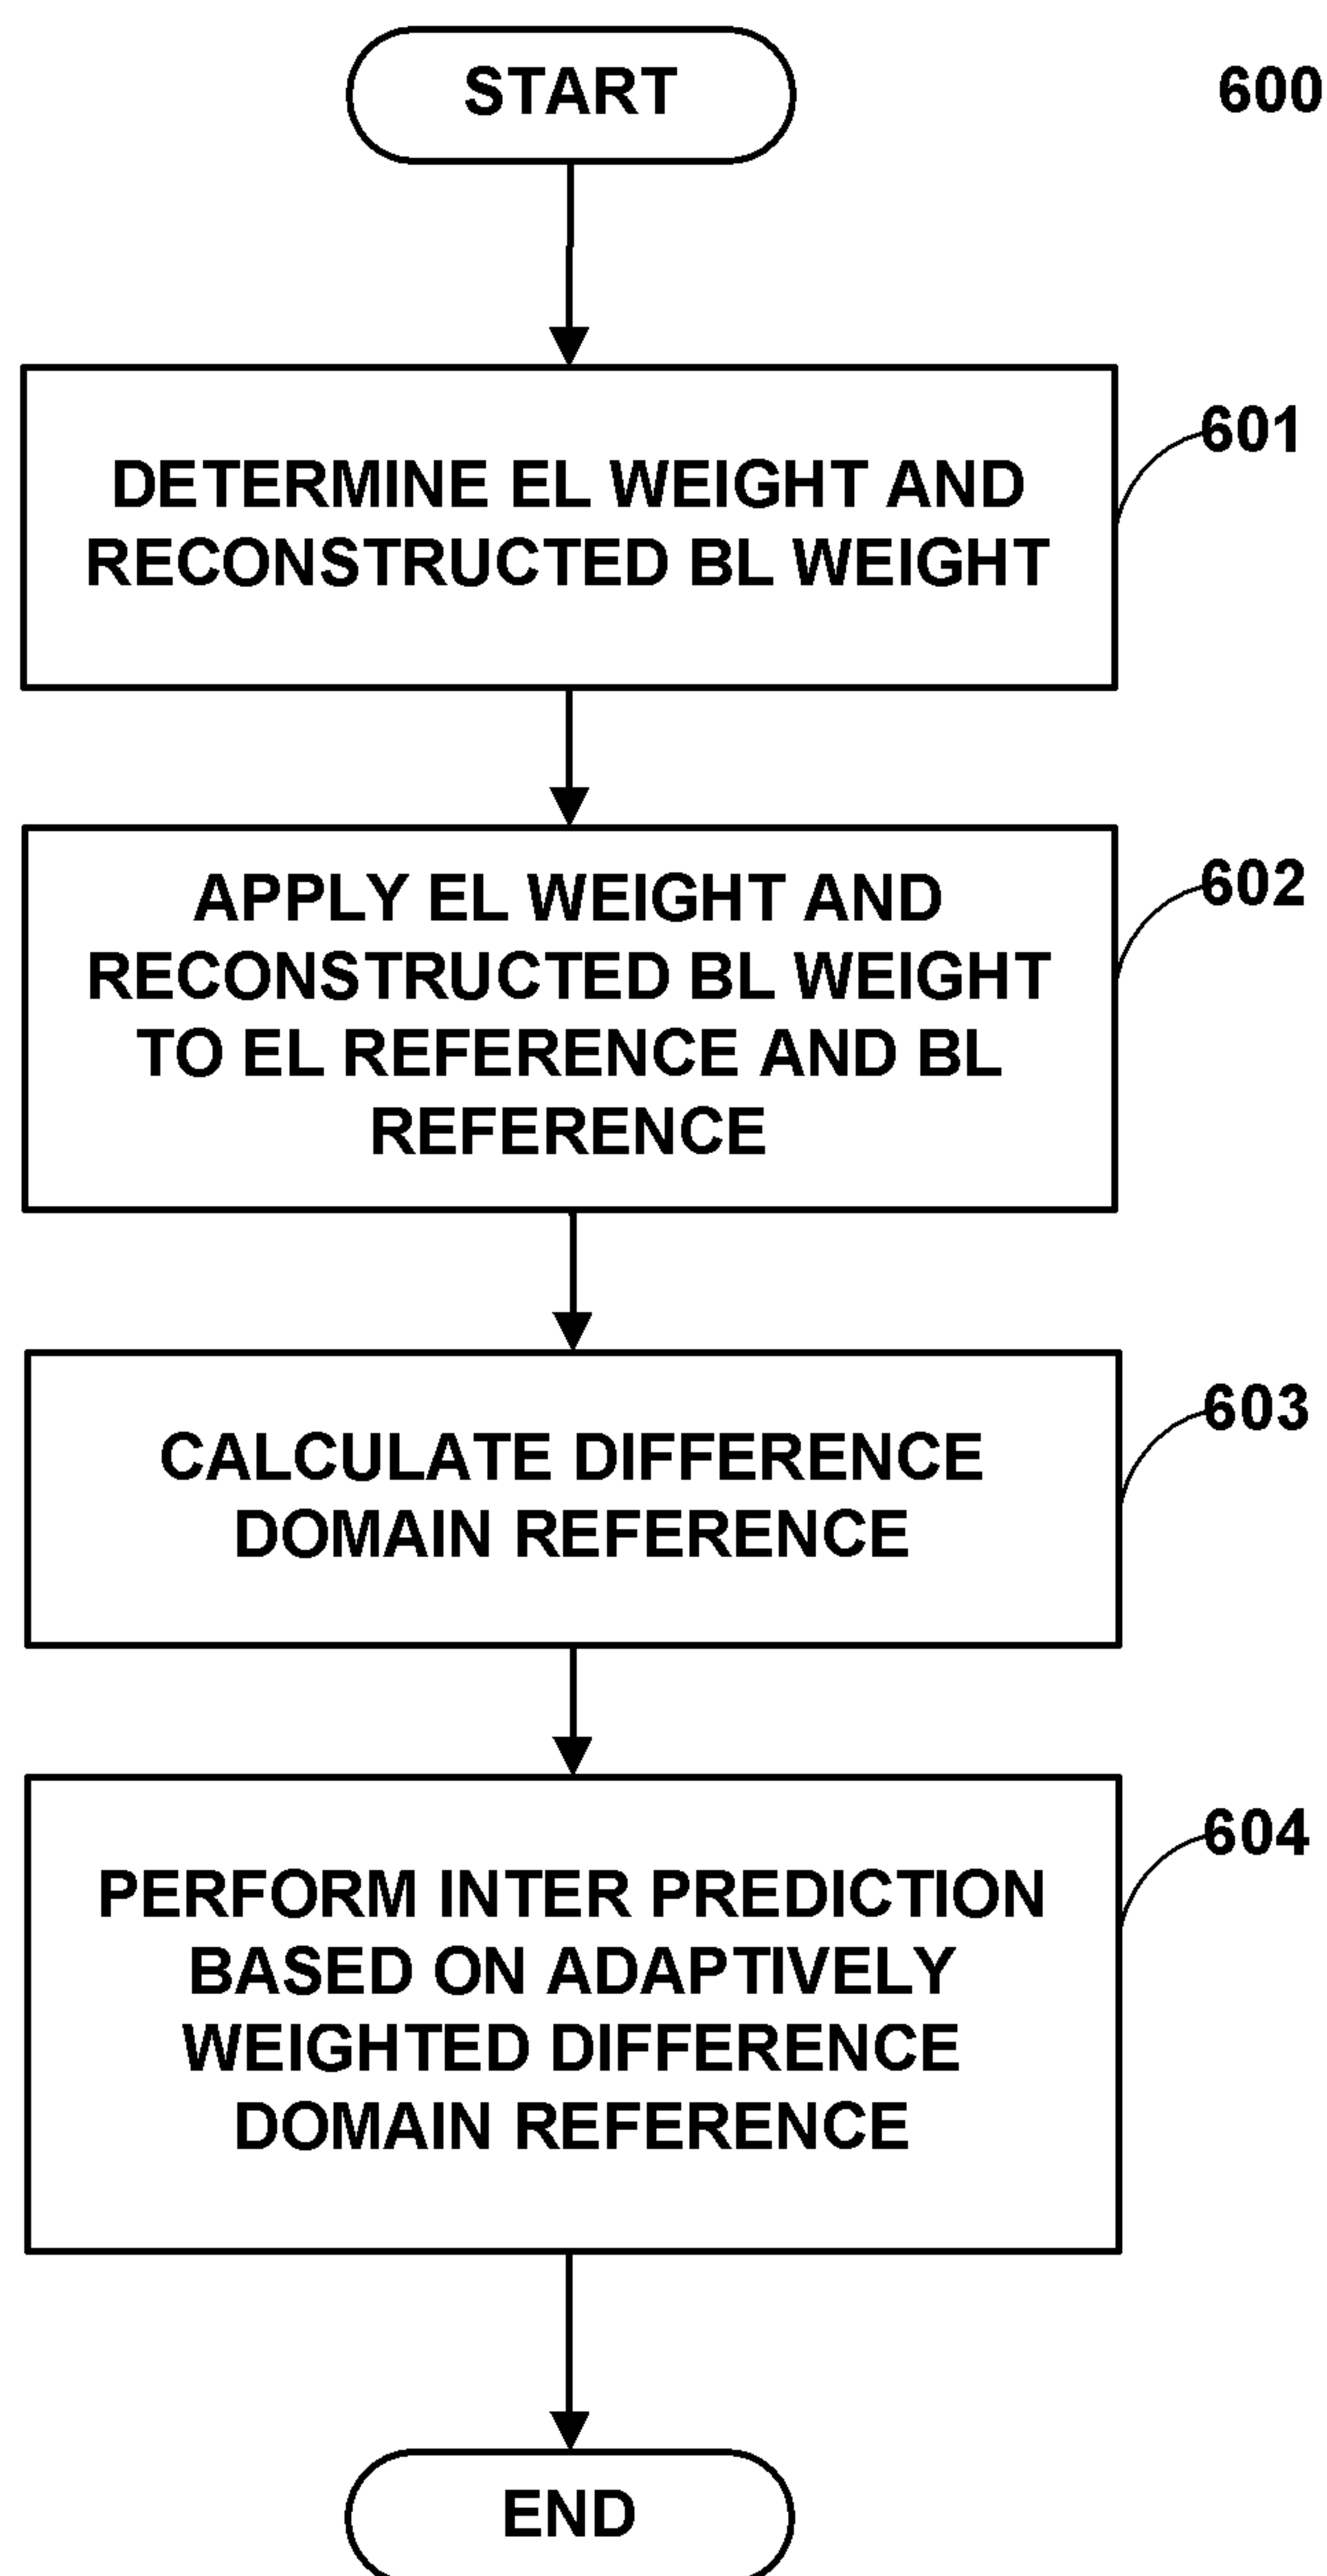 START
600
601
DETERMINE EL WEIGHT AND
RECONSTRUCTED BL WEIGHT
602
APPLY EL WEIGHT AND
RECONSTRUCTED BL WEIGHT
TO EL REFERENCE AND BL
REFERENCE
603
CALCULATE DIFFERENCE
DOMAIN REFERENCE
604
PERFORM INTER PREDICTION
BASED ON ADAPTIVELY
WEIGHTED DIFFERENCE
DOMAIN REFERENCE
END